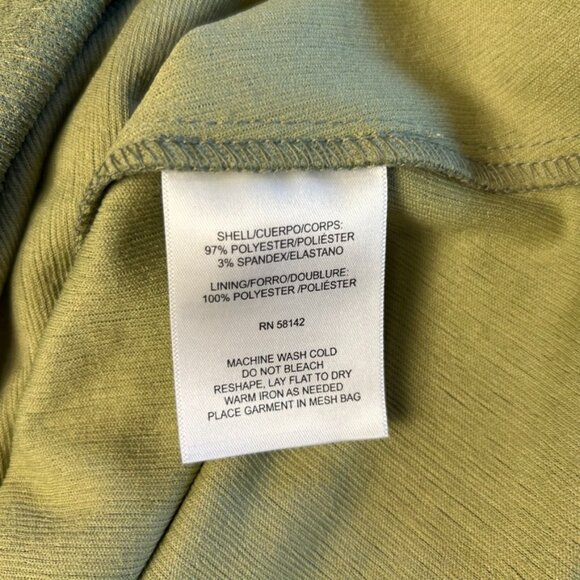 SHELL/CUERPO/CORPS:
97% POLYESTER/POLIÉSTER
3% SPANDEX/ELASTANO
LINING/FORRO/DOUBLURE:
100% POLYESTER /POLIÉSTER
RN 58142
MACHINE WASH COLD
DO NOT BLEACH
RESHAPE, LAY FLAT TO DRY
WARM IRON AS NEEDED
PLACE GARMENT IN MESH BAG